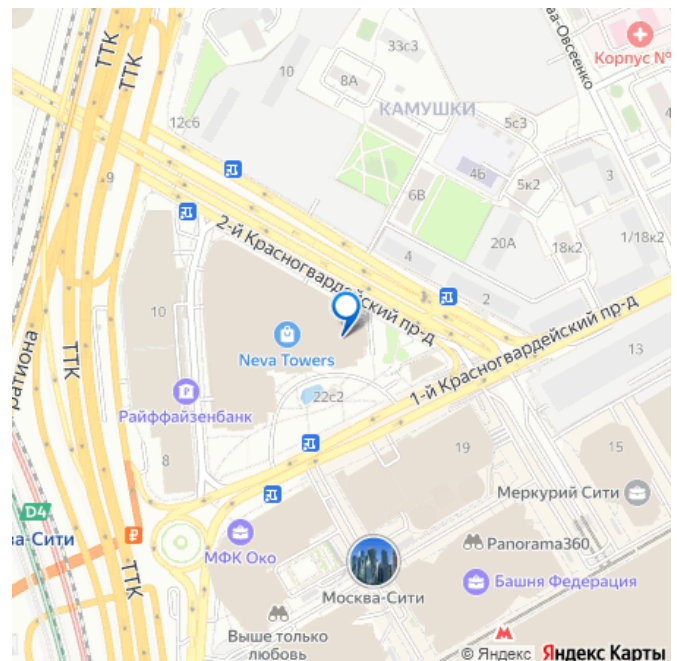 ТТК
ТТК
33с3
ва-Овсеенко
Корпус №
10
8А
КАМУШКИ
12с6
5с3
4
9
4б
5к2
3
6В
2-й Красногвардейский пр-д
20А
18к2
1/18к2
4
2
10
1-й Красногвардейский пр-д
Neva Towers
13
ТТК
ратиона
22с2
Райффайзенбанк
8
19
15
Меркурий Сити
D4
ва-Сити
МФК Око
Panorama360
Башня Федерация
ТТК
Москва-Сити
Выше только
любовь
© Яндекс Яндекс Карты